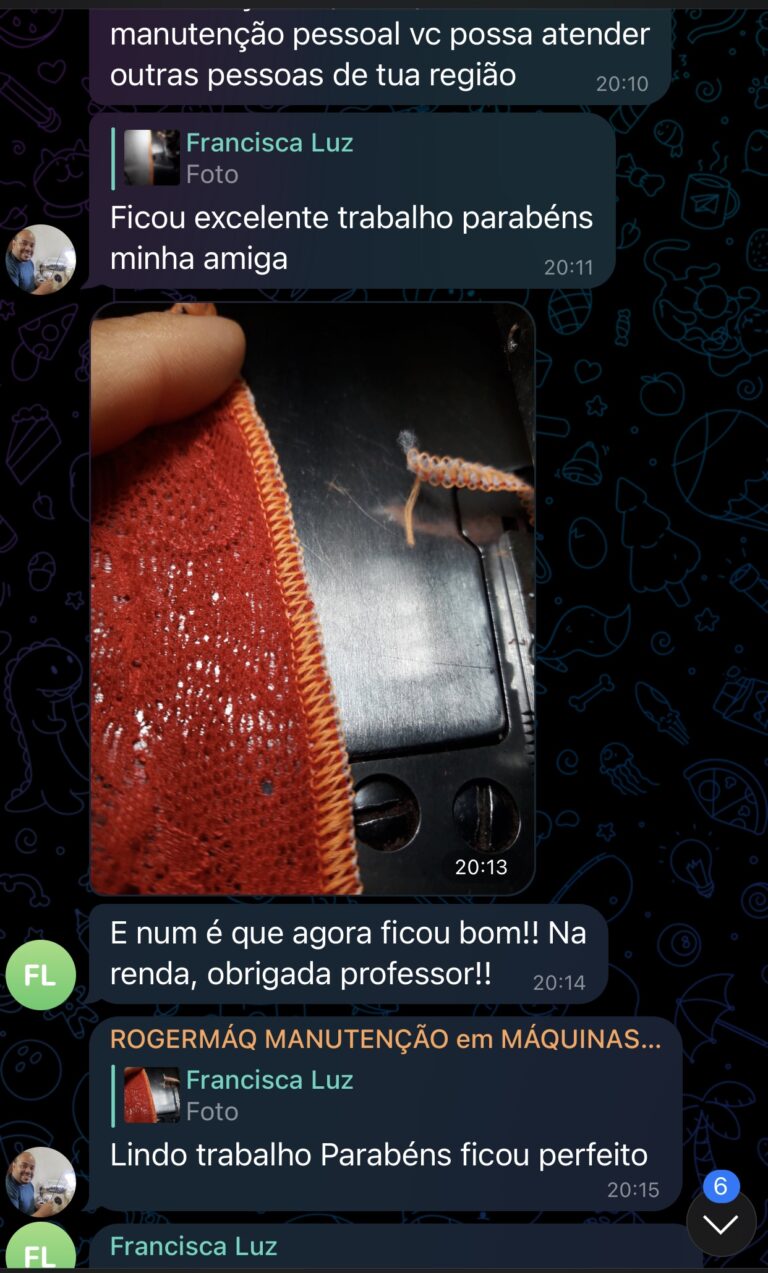 manutenção pessoal vc possa atender
outras pessoas de tua região
20:10
Francisca Luz
Foto
Ficou excelente trabalho parabéns
minha amiga
20:11
20:13
E num é que agora ficou bom!! Na
renda, obrigada professor!!
20:14
FL
ROGERMÁQ MANUTENÇÃO em MÁQUINAS...
Francisca Luz
Foto
Lindo trabalho Parabéns ficou perfeito
20:15
6
FL
Francisca Luz